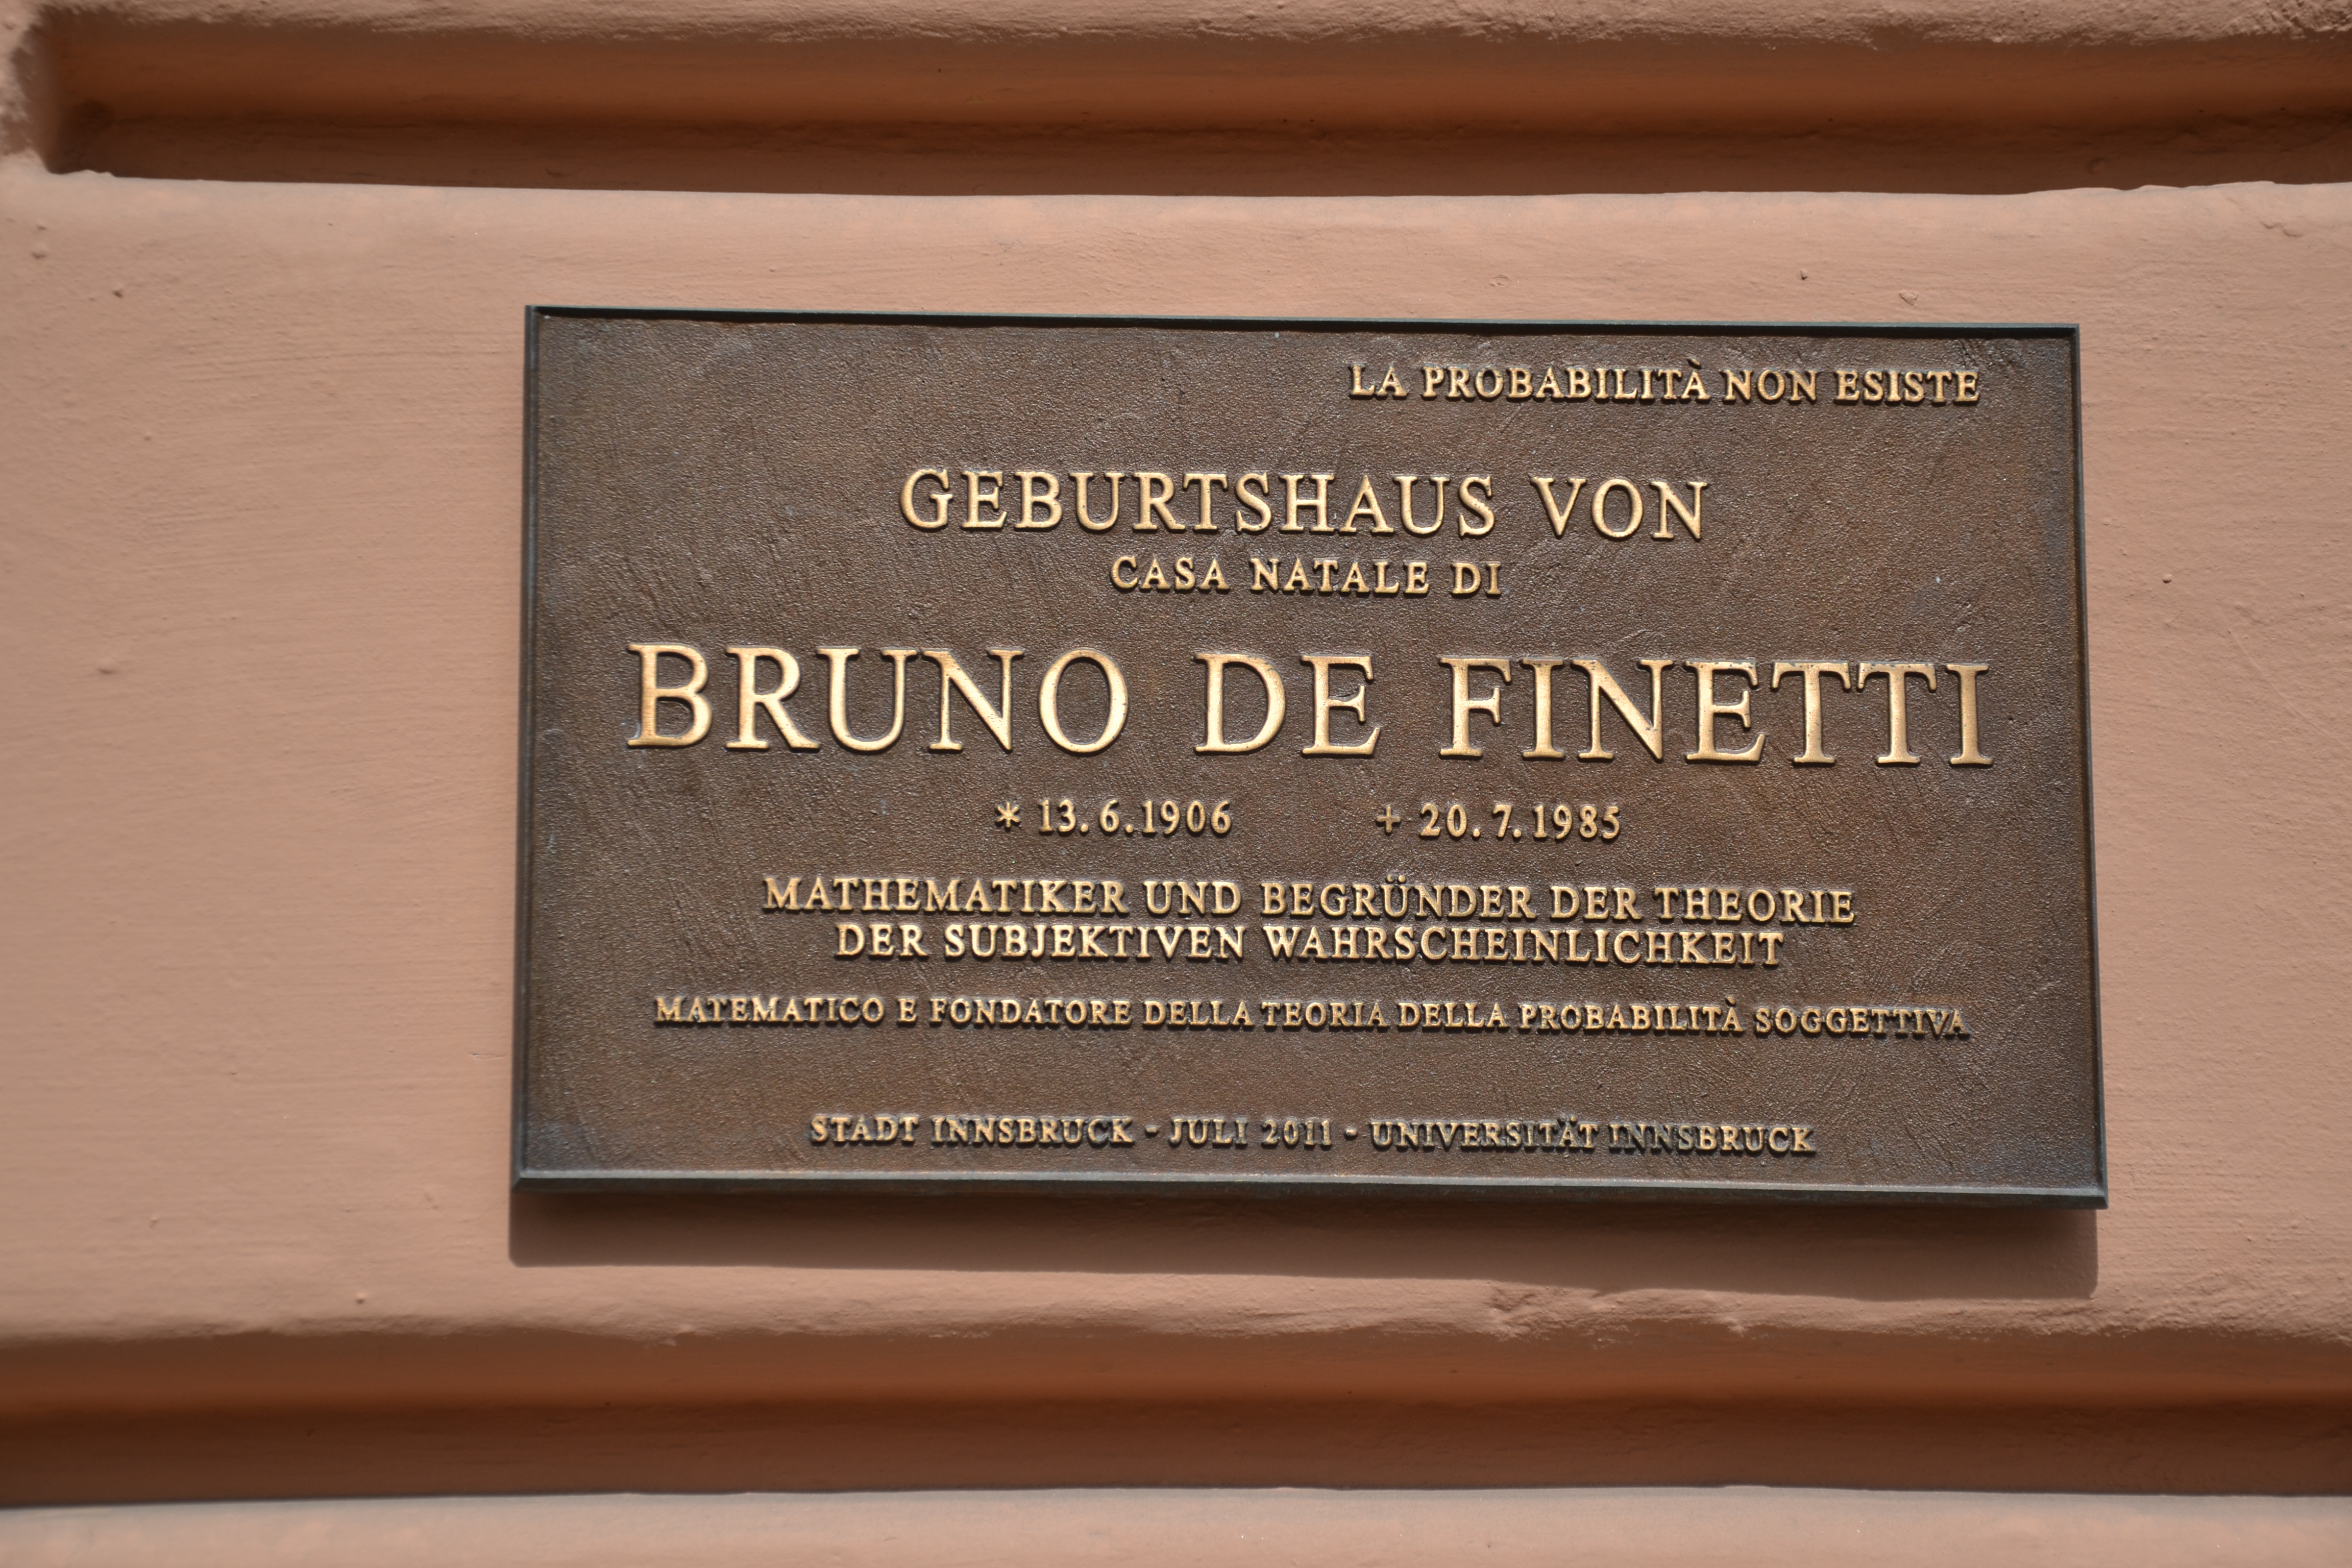 LA PROBABILITÀ NON ESISTE
GEBURTSHAUS VON
CASA NATALE DI
BRUNO DE FINETTI
* 13.6.1906 + 20.7.1985
MATHEMATIKER UND BEGRÜNDER DER THEORIE
DER SUBJEKTIVEN WAHRSCHEINLICHKEIT
MATEMATICO E FONDATORE DELLA TEORIA DELLA PROBABILITÀ SOGGETTIVA
STADT INNSBRUCK - JULI 2011 - UNIVERSITÄT INNSBRUCK